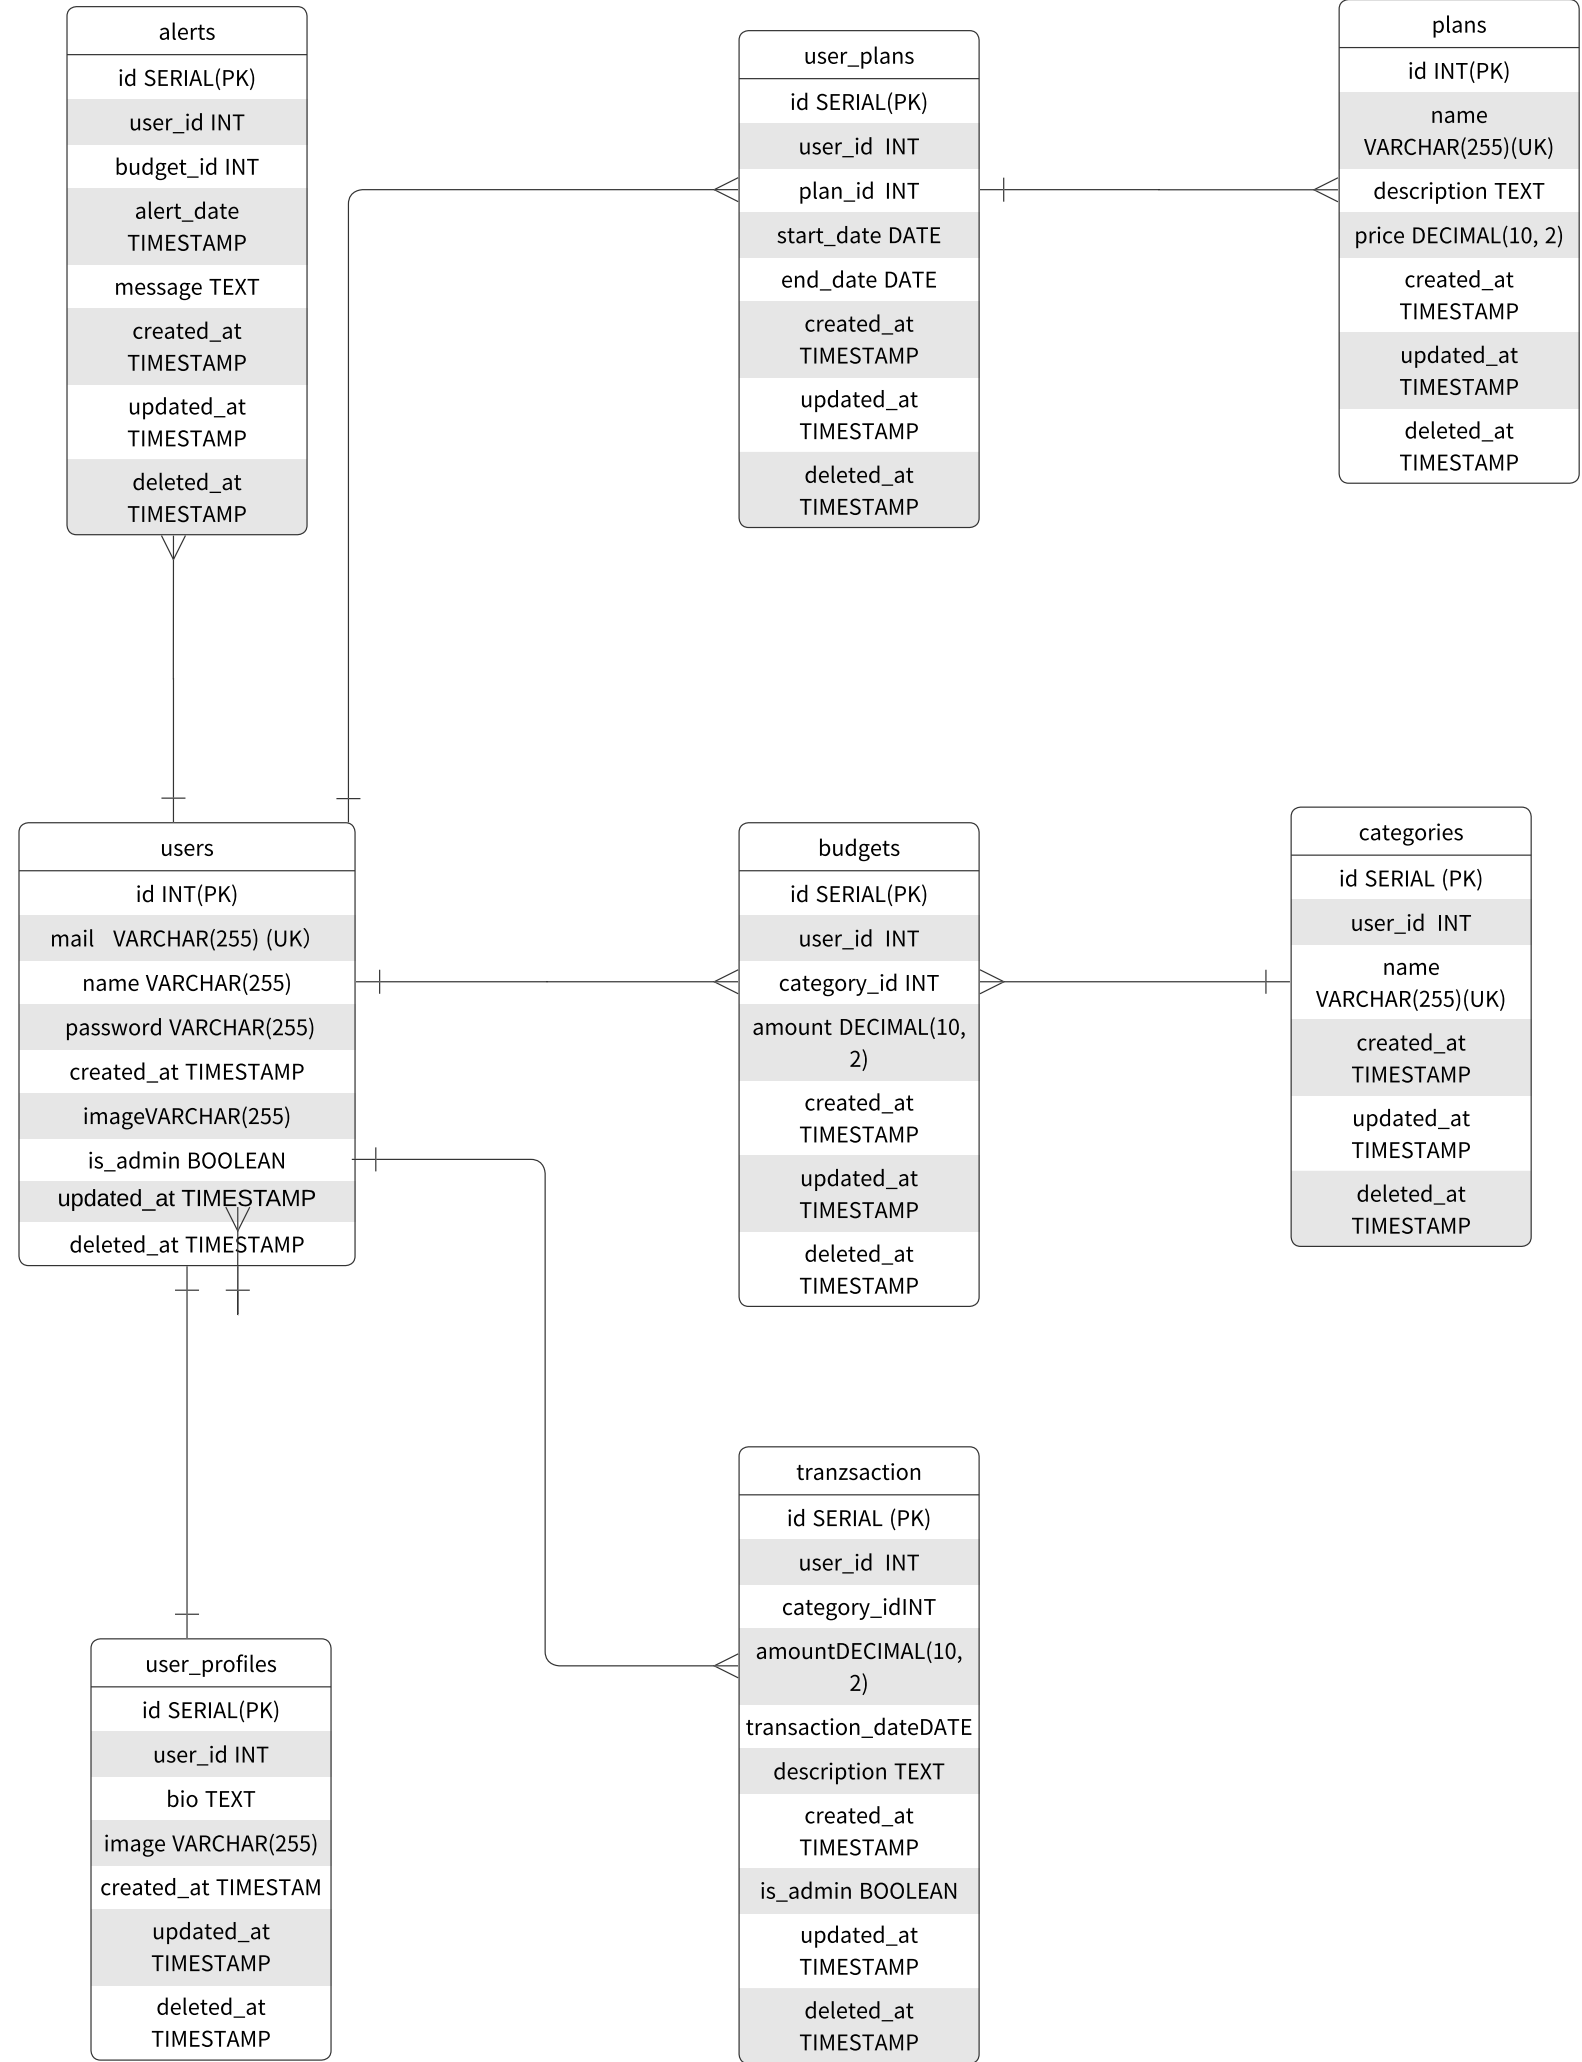 alerts
id SERIAL(PK)
user_id INT
budget_id INT
alert_date
TIMESTAMP
message TEXT
created_at
TIMESTAMP
updated_at
TIMESTAMP
deleted_at
TIMESTAMP
user_plans
id SERIAL(PK)
user_id  INT
plan_id  INT
start_date DATE
end_date DATE
created_at
TIMESTAMP
updated_at
TIMESTAMP
deleted_at
TIMESTAMP
plans
id INT(PK)
name
VARCHAR(255)(UK)
description TEXT
price DECIMAL(10, 2)
created_at
TIMESTAMP
updated_at
TIMESTAMP
deleted_at
TIMESTAMP
users
id INT(PK)
mail   VARCHAR(255) (UK）
name VARCHAR(255)
password VARCHAR(255)
created_at TIMESTAMP
imageVARCHAR(255)
is_admin BOOLEAN
updated_at TIMESTAMP
deleted_at TIMESTAMP
budgets
id SERIAL(PK)
user_id  INT
category_id INT
amount DECIMAL(10,
2)
created_at
TIMESTAMP
updated_at
TIMESTAMP
deleted_at
TIMESTAMP
categories
id SERIAL (PK)
user_id  INT
name
VARCHAR(255)(UK)
created_at
TIMESTAMP
updated_at
TIMESTAMP
deleted_at
TIMESTAMP
user_profiles
id SERIAL(PK)
user_id INT
bio TEXT
image VARCHAR(255)
created_at TIMESTAM
updated_at
TIMESTAMP
deleted_at
TIMESTAMP
tranzsaction
id SERIAL (PK)
user_id  INT
category_idINT
amountDECIMAL(10,
2)
transaction_dateDATE
description TEXT
created_at
TIMESTAMP
is_admin BOOLEAN
updated_at
TIMESTAMP
deleted_at
TIMESTAMP